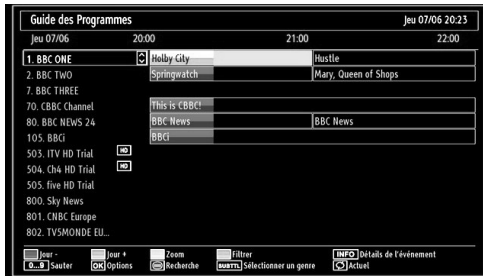 Guide des Programmes Jeu 07/06 20:23
Jeu 07/06 20:00 21:00 22:00
1. BBC ONE Holby City Hustle
2. BBC TWO Springwatch Mary, Queen of Shops
7. BBC THREE
70. CBBC Channel This is CBBC!
80. BBC NEWS 24 BBC News BBC News
105. BBCi BBCi
503. ITV HD Trial HD
504. Ch4 HD Trial HD
505. five HD Trial
800. Sky News
801. CNBC Europe
802. TV5MONDE EU...
Jour - Jour + Zoom Filtrer INFO Détails de l'événement
0...9 Sauter OK Options Recherche SUBTTL Sélectionner un genre Actuel